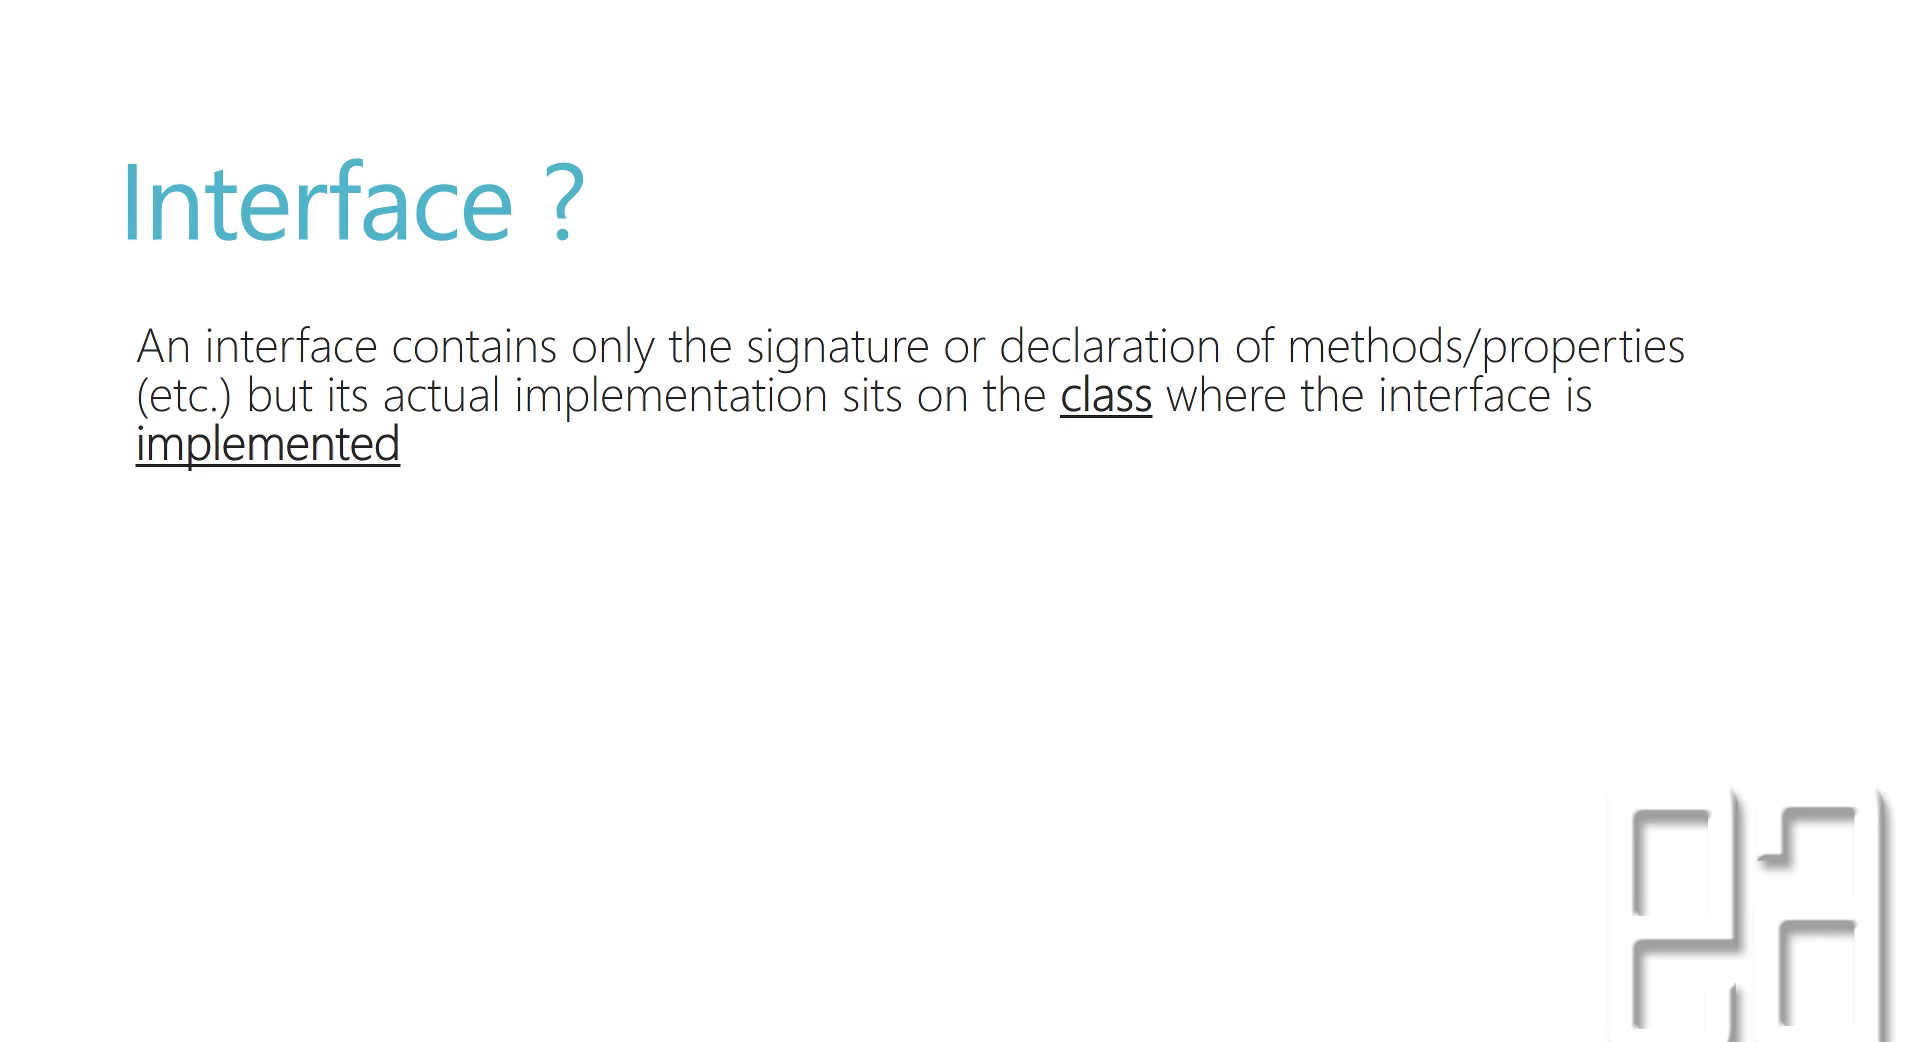 Interface ?
An interface contains only the signature or declaration of methods/properties
(etc.) but its actual implementation sits on the class where the interface is
implemented